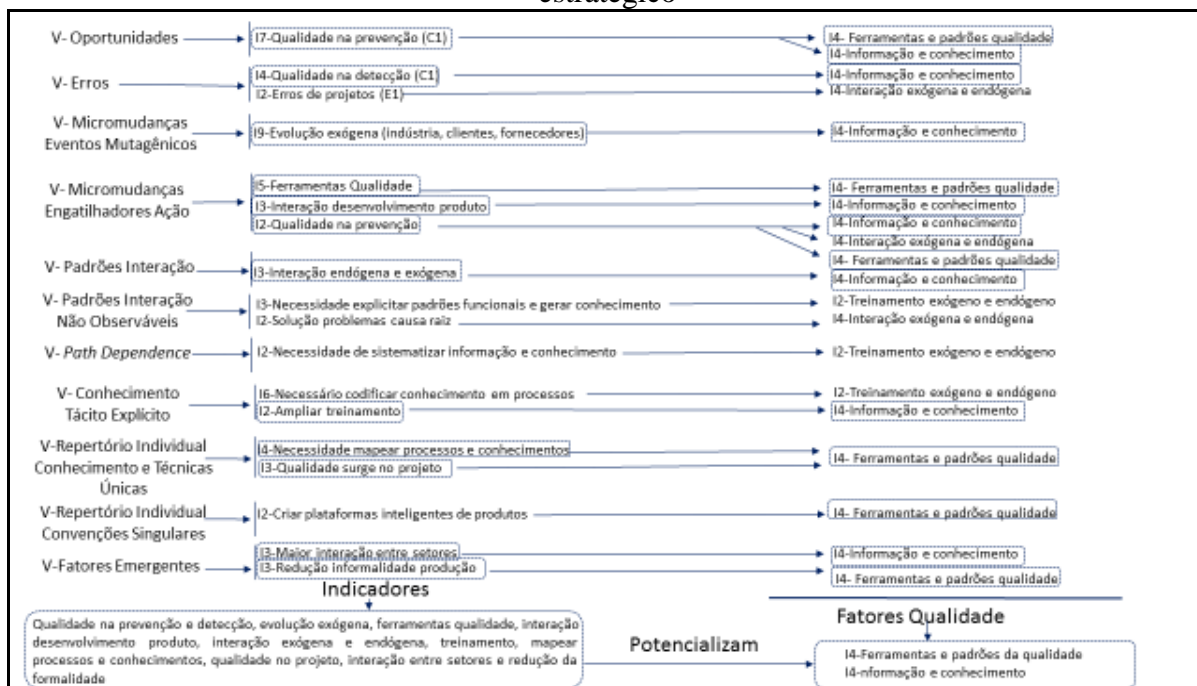 estratégico
V- Oportunidades
I7-Qualidade na prevenção (C1)
I4- Ferramentas e padrões qualidade
I4-Informação e conhecimento
V- Erros
I4-Qualidade na detecção (C1)
I4-Informação e conhecimento
I2-Erros de projetos (E1)
I4-Interação exógena e endógena
V- Micromudanças
Eventos Mutagênicos
I9-Evolução exógena (indústria, clientes, fornecedores)
I4-Informação e conhecimento
V- Micromudanças
Engatilhadores Ação
I5-Ferramentas Qualidade
I4- Ferramentas e padrões qualidade
I3-Interação desenvolvimento produto
I4-Informação e conhecimento
I2-Qualidade na prevenção
I4-Informação e conhecimento
I4-Interação exógena e endógena
I4- Ferramentas e padrões qualidade
V- Padrões Interação
I3-Interação endógena e exógena
I4-Informação e conhecimento
V- Padrões Interação
Não Observáveis
I3-Necessidade explicitar padrões funcionais e gerar conhecimento
I2-Treinamento exógeno e endógeno
I2-Solução problemas causa raiz
I4-Interação exógena e endógena
V- Path Dependence
I2-Necessidade de sistematizar informação e conhecimento
I2-Treinamento exógeno e endógeno
V- Conhecimento
Tácito Explícito
I6-Necessário codificar conhecimento em processos
I2-Treinamento exógeno e endógeno
I2-Ampliar treinamento
I4-Informação e conhecimento
V-Repertório Individual
Conhecimento e Técnicas
Únicas
I4-Necessidade mapear processos e conhecimentos
I3-Qualidade surge no projeto
I4- Ferramentas e padrões qualidade
V-Repertório Individual
Convenções Singulares
I2-Criar plataformas inteligentes de produtos
I4- Ferramentas e padrões qualidade
V-Fatores Emergentes
I3-Maior interação entre setores
I4-Informação e conhecimento
I3-Redução informalidade produção
I4- Ferramentas e padrões qualidade
Indicadores
Qualidade na prevenção e detecção, evolução exógena, ferramentas qualidade, interação
desenvolvimento produto, interação exógena e endógena, treinamento, mapear
processos e conhecimentos, qualidade no projeto, interação entre setores e redução da
formalidade
Potencializam
Fatores Qualidade
I4-Ferramentas e padrões da qualidade
I4-nformação e conhecimento